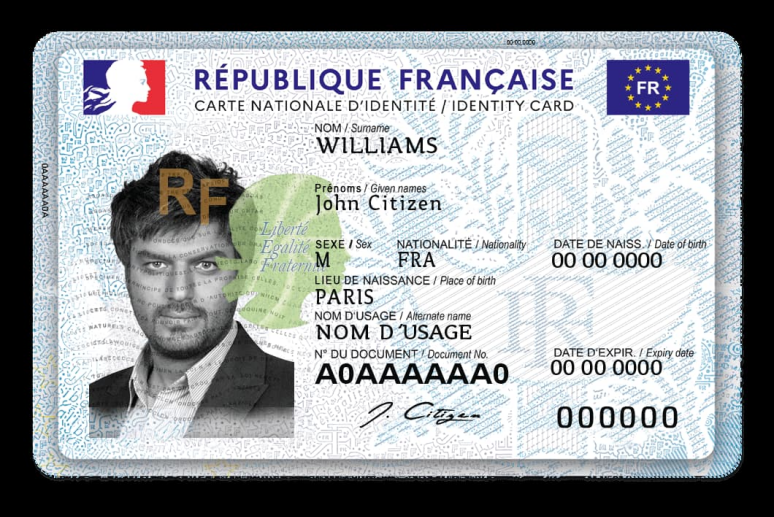 00 00 0000
RÉPUBLIQUE FRANÇAISE
FR
CARTE NATIONALE D'IDENTITÉ / IDENTITY CARD
NOM / Surname
WILLIAMS
Prénoms / Given names
John Citizen
RF
Liberté
Egalité
Fraternité
SEXE / Sex NATIONALITÉ / Nationality DATE DE NAISS. / Date of birth
M FRA 00 00 0000
LIEU DE NAISSANCE / Place of birth
PARIS
NOM D'USAGE / Alternate name
NOM D'USAGE
N° DU DOCUMENT / Document No. DATE D'EXPIR. / Expiry date
A0AAAAAA0 00 00 0000
J. Citizen
000000
RF